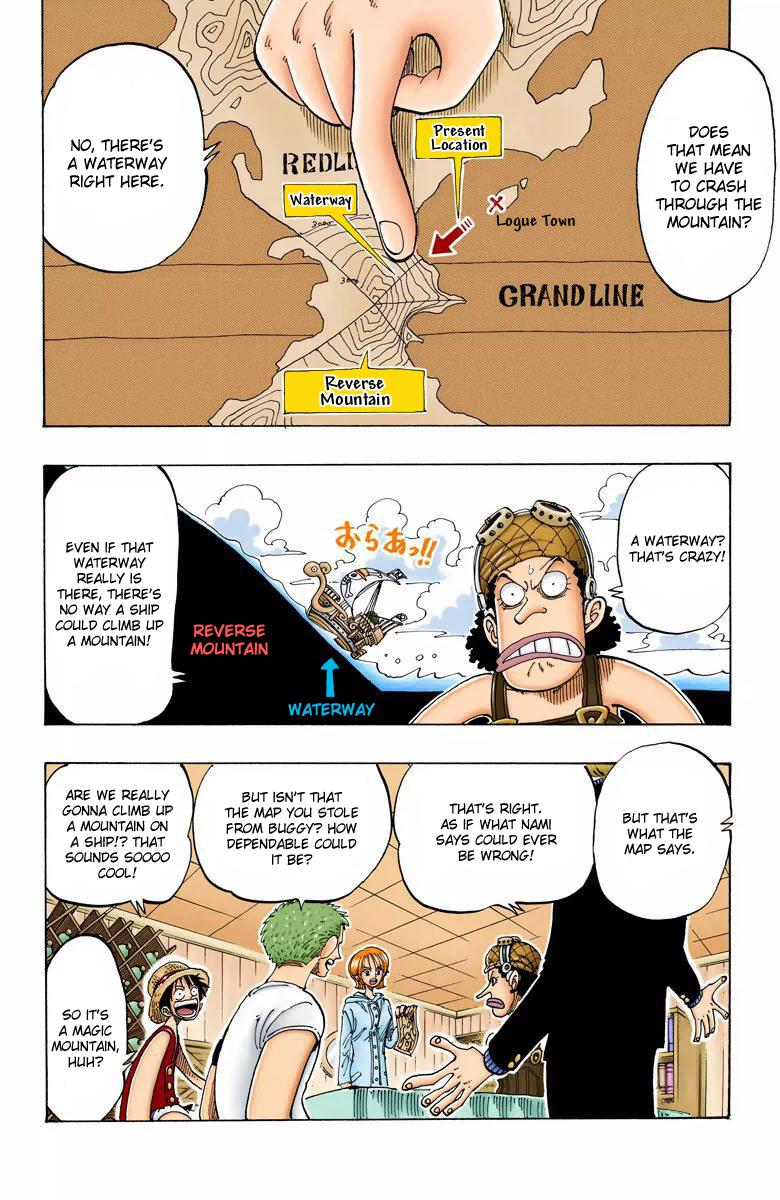 DOES
THAT MEAN
WE HAVE
TO CRASH
THROUGH THE
MOUNTAIN?
NO, THERE'S
A WATERWAY
RIGHT HERE.
Present
Location
REDLI
Waterway
Logue Town
3000
3000
GRAND LINE
Reverse
Mountain
A WATERWAY?
THAT'S CRAZY!
おらあっ!!
EVEN IF THAT
WATERWAY
REALLY IS
THERE, THERE'S
NO WAY A SHIP
COULD CLIMB UP
A MOUNTAIN!
REVERSE
MOUNTAIN
WATERWAY
BUT THAT'S
WHAT THE
MAP SAYS.
THAT'S RIGHT.
AS IF WHAT NAMI
SAYS COULD EVER
BE WRONG!
BUT ISN'T THAT
THE MAP YOU STOLE
FROM BUGGY? HOW
DEPENDABLE COULD
IT BE?
ARE WE REALLY
GONNA CLIMB UP
A MOUNTAIN ON
A SHIP!? THAT
SOUNDS SOOOO
COOL!
SO IT'S
A MAGIC
MOUNTAIN,
HUH?